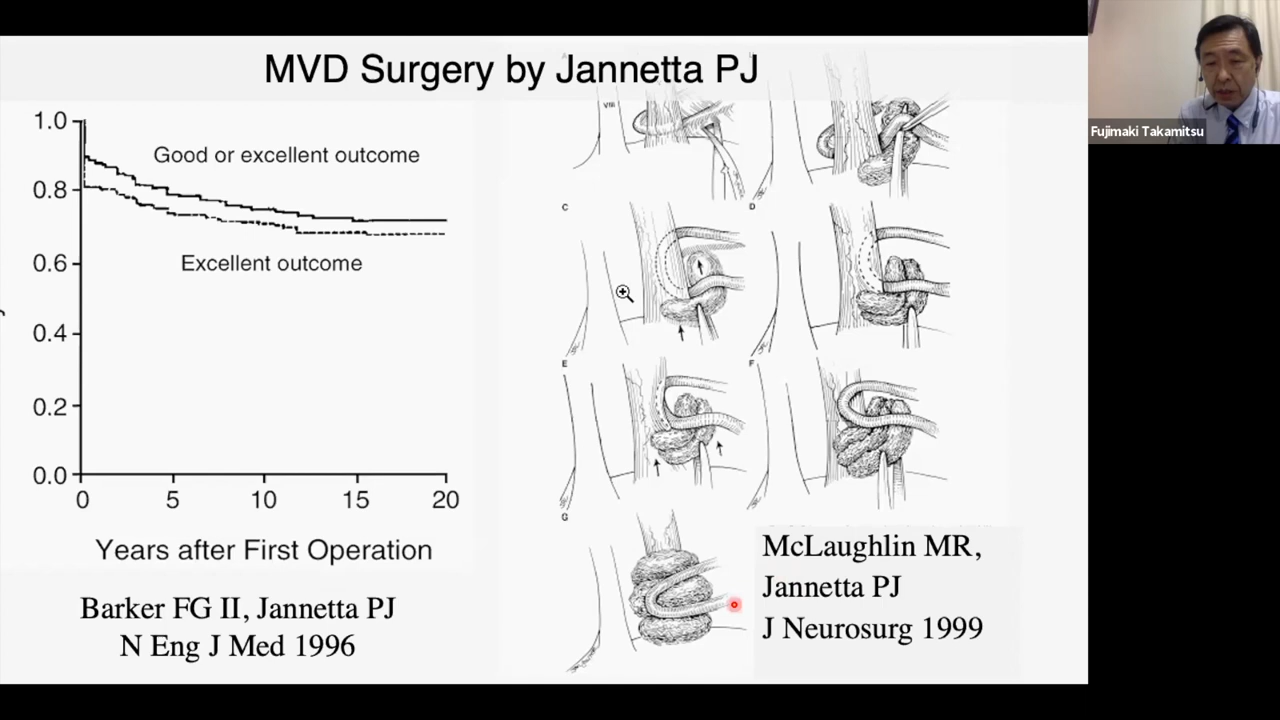 MVD Surgery by Jannetta PJ
Fujimaki Takamitsu
1.0
0.8
0.6
0.4
0.2
0.0
0
5
10
15
20
Good or excellent outcome
Excellent outcome
Years after First Operation
Barker FG II, Jannetta PJ
N Eng J Med 1996
VIII
C
D
E
F
G
McLaughlin MR,
Jannetta PJ
J Neurosurg 1999